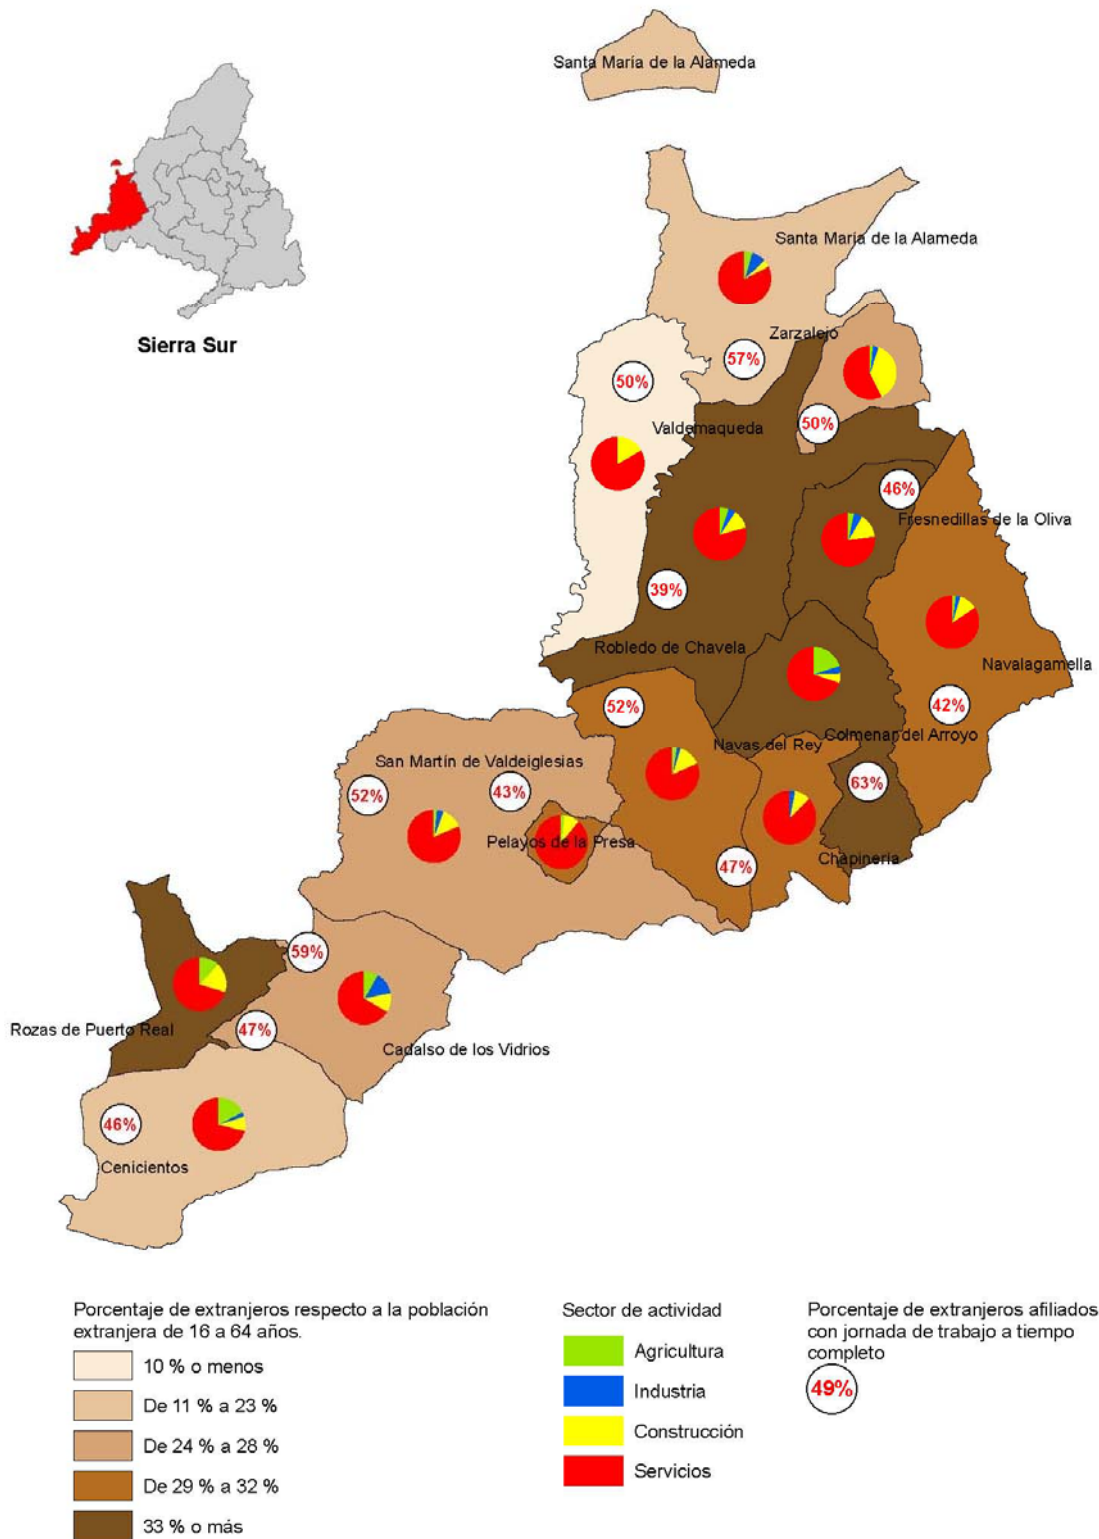 Santa María de la Alameda
Sierra Sur
Santa María de la Alameda
Zarzalejo
57%
50%
Valdemaqueda
50%
46%
Fresnedillas de la Oliva
39%
Robledo de Chavela
Navalagamella
42%
52%
Navas del Rey
Colmenar del Arroyo
San Martín de Valdeiglesias
52%
43%
63%
Pelayos de la Presa
Chapinería
47%
59%
Rozas de Puerto Real
47%
Cadalso de los Vidrios
46%
Cenicientos
Porcentaje de extranjeros respecto a la población
extranjera de 16 a 64 años.
10 % o menos
De 11 % a 23 %
De 24 % a 28 %
De 29 % a 32 %
33 % o más
Sector de actividad
Agricultura
Industria
Construcción
Servicios
Porcentaje de extranjeros afiliados
con jornada de trabajo a tiempo
completo
49%